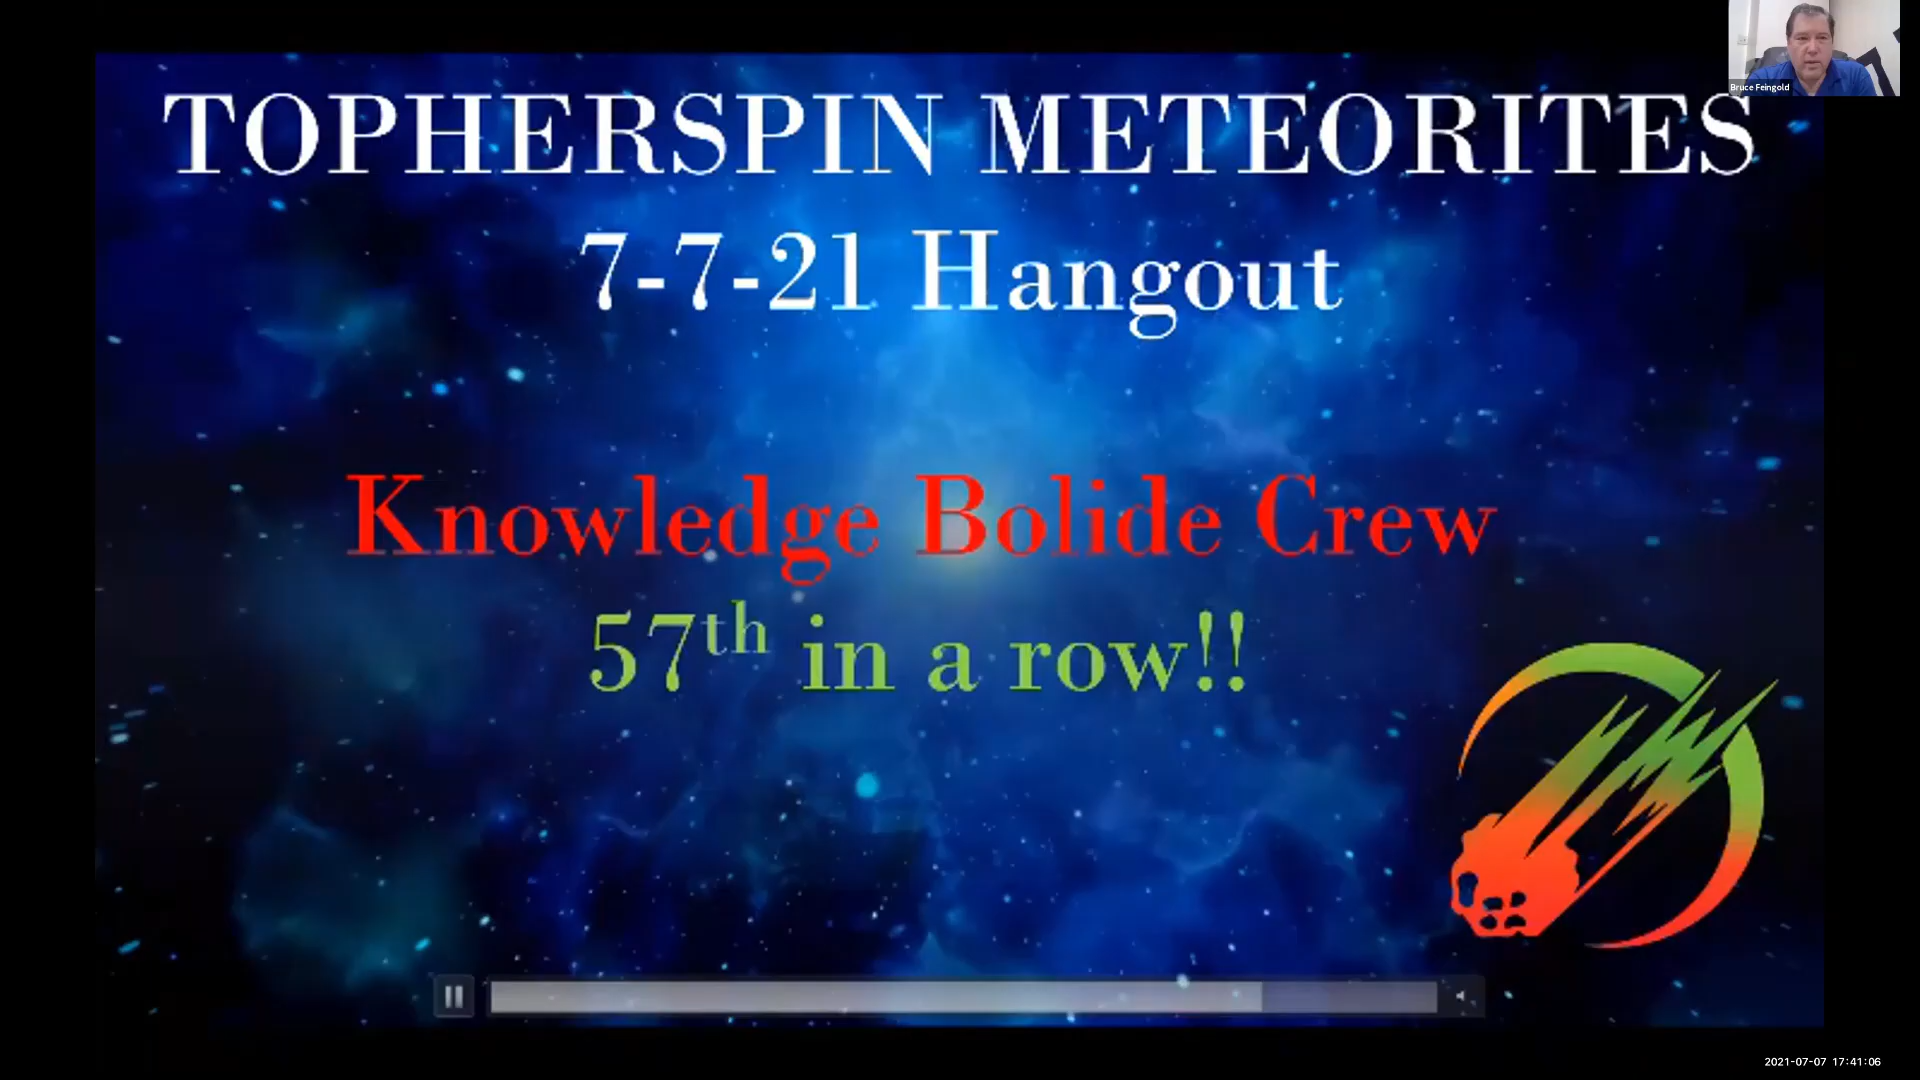 Bruce Feingold
TOPHERSPIN METEORITES
7-7-21 Hangout
Knowledge Bolide Crew
57th in a row!!
2021-07-07 17:41:06